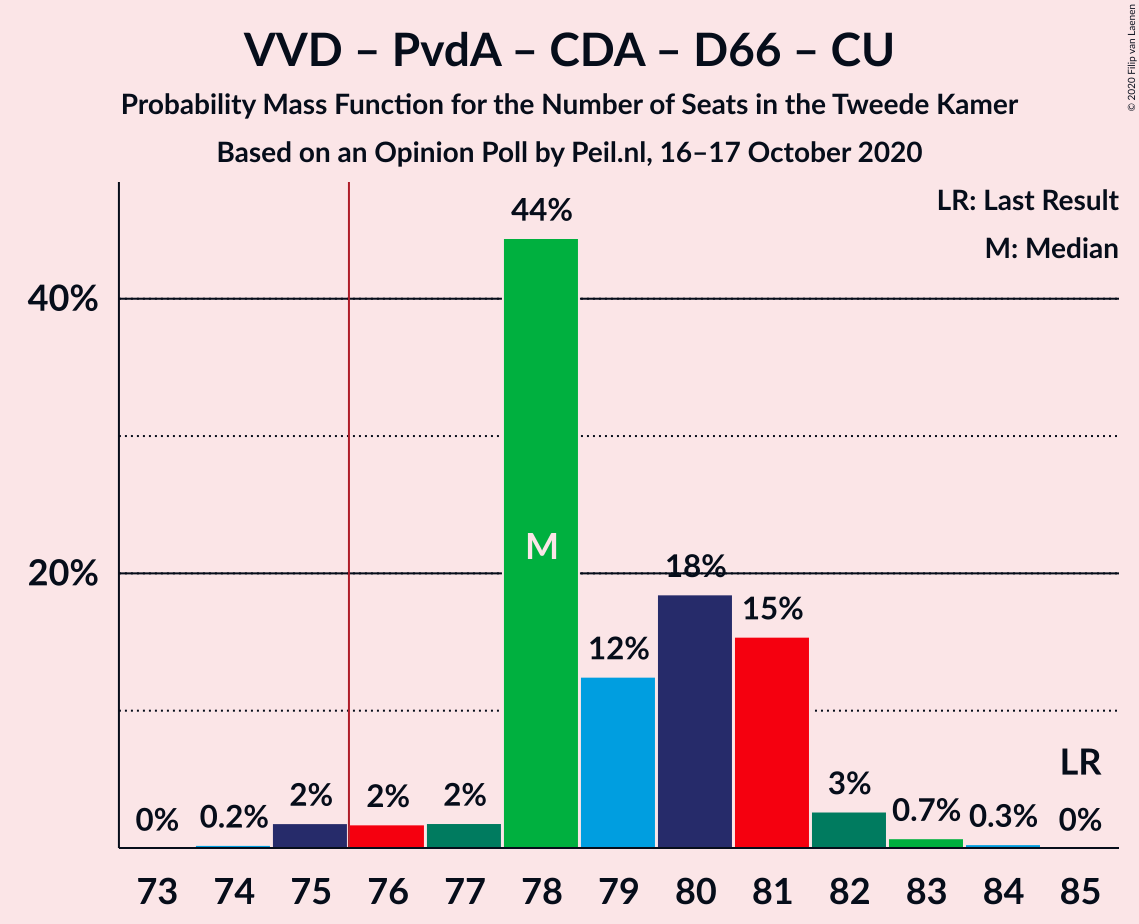 VVD – PvdA – CDA – D66 – CU
Probability Mass Function for the Number of Seats in the Tweede Kamer
Based on an Opinion Poll by Peil.nl, 16–17 October 2020
© 2020 Filip van Laenen
LR: Last Result
M: Median
40%
20%
0%
0.2%
2%
2%
2%
44%
M
12%
18%
15%
3%
0.7%
0.3%
LR
0%
73 74 75 76 77 78 79 80 81 82 83 84 85